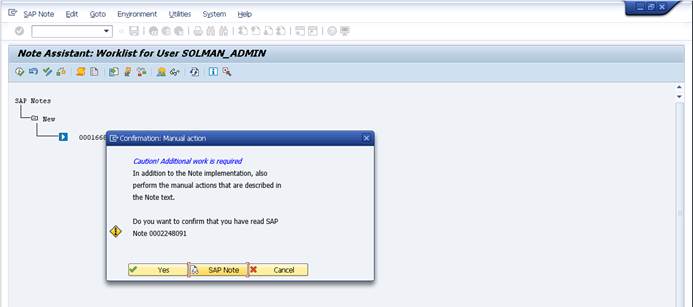 SAP Note Edit Goto Environment Utilities System Help
Note Assistant: Worklist for User SOLMAN_ADMIN
SAP Notes
New
Confirmation: Manual action
Caution! Additional work is required
In addition to the Note implementation, also
perform the manual actions that are described in
the Note text.
Do you want to confirm that you have read SAP
Note 0002248091
Yes SAP Note Cancel